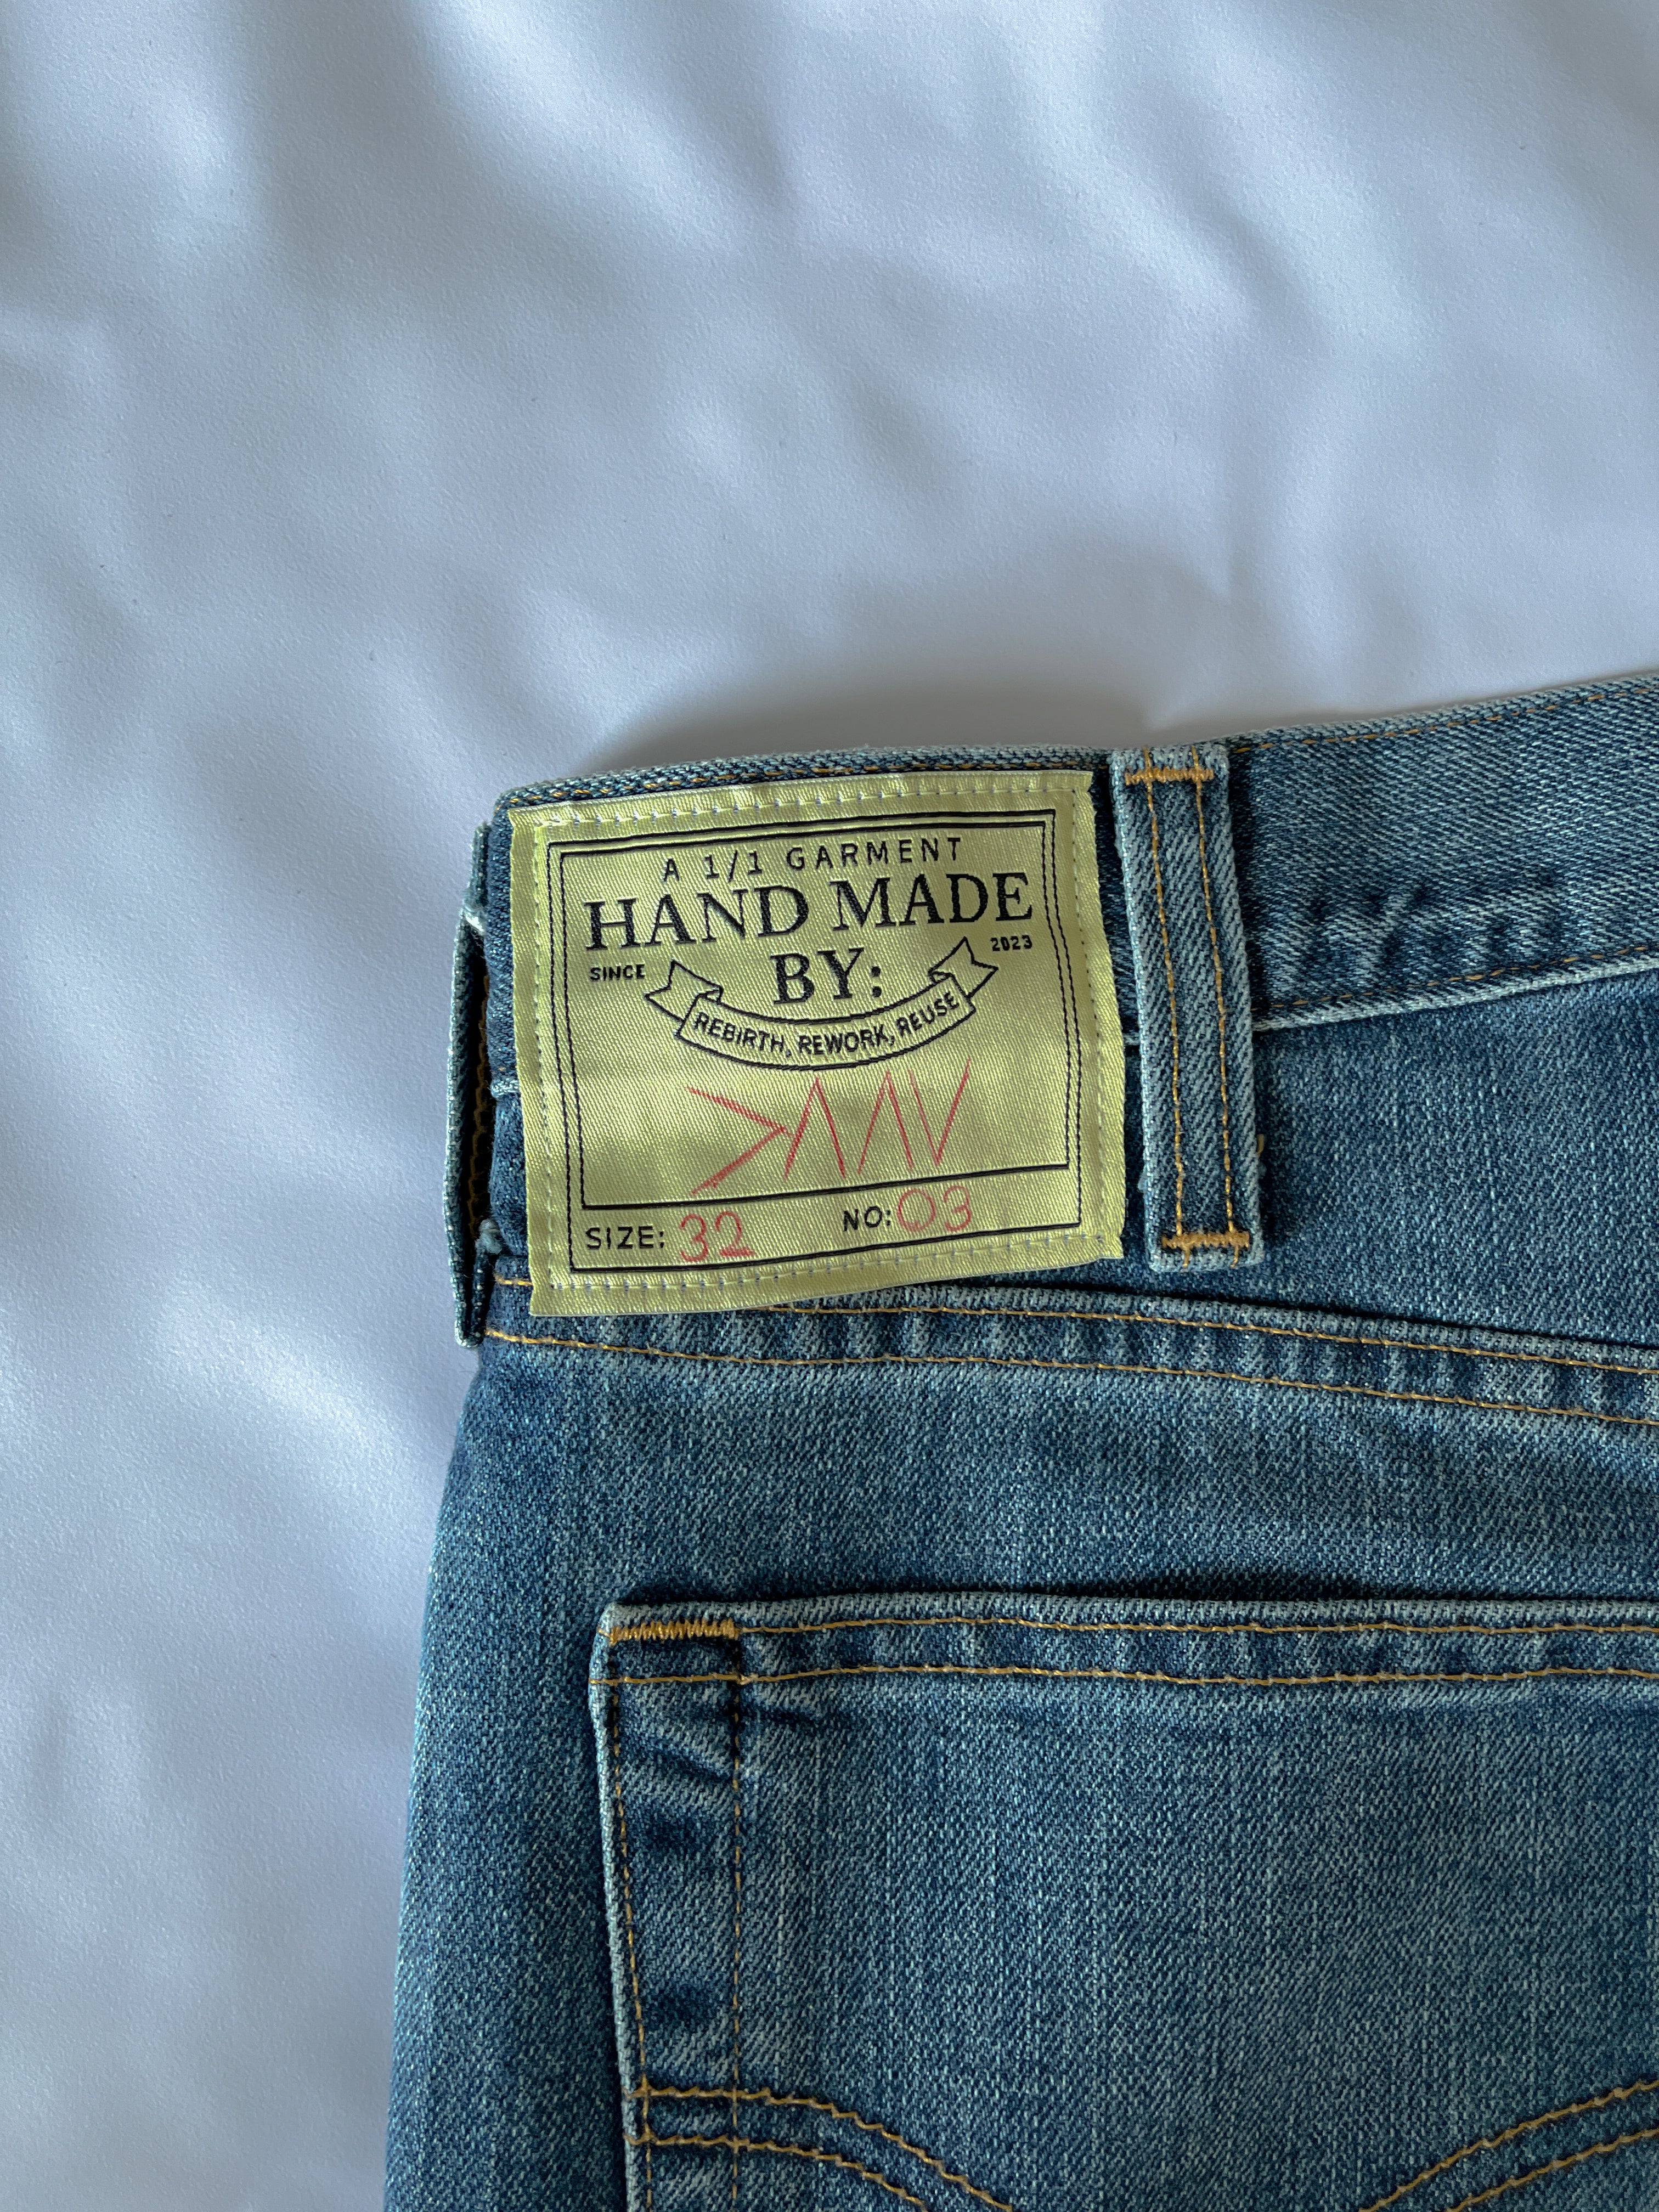 A 1/1 GARMENT
HAND MADE
SINCE BY: 2023
REBIRTH, REWORK, REUSE
SIZE: 32 NO: 03